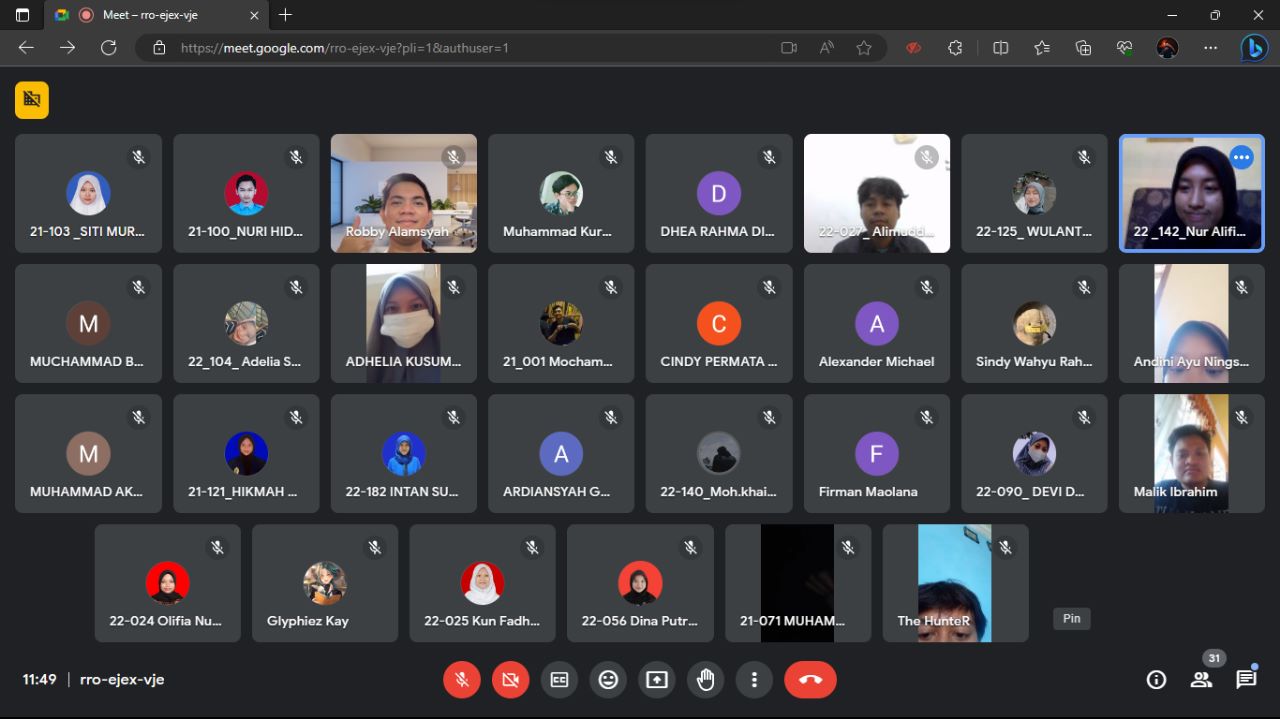 Meet – rro-ejex-vje
https://meet.google.com/rro-ejex-vje?pli=1&authuser=1
21-103 _SITI MUR...
21-100_NURI HID...
Robby Alamsyah
Muhammad Kur...
D
DHEA RAHMA DI...
22-027_ Alimudd...
22-125_ WULANT...
22 _142_Nur Alifi...
M
MUCHAMMAD B...
22_104_ Adelia S...
ADHELIA KUSUM...
21_001 Mocham...
C
CINDY PERMATA ...
A
Alexander Michael
Sindy Wahyu Rah...
Andini Ayu Nings...
M
MUHAMMAD AK...
21-121_HIKMAH ...
22-182 INTAN SU...
A
ARDIANSYAH G...
22-140_Moh.khai...
F
Firman Maolana
22-090_ DEVI D...
Malik Ibrahim
22-024 Olifia Nu...
Glyphiez Kay
22-025 Kun Fadh...
22-056 Dina Putr...
21-071 MUHAM...
The HunteR
Pin
11:49 | rro-ejex-vje
31